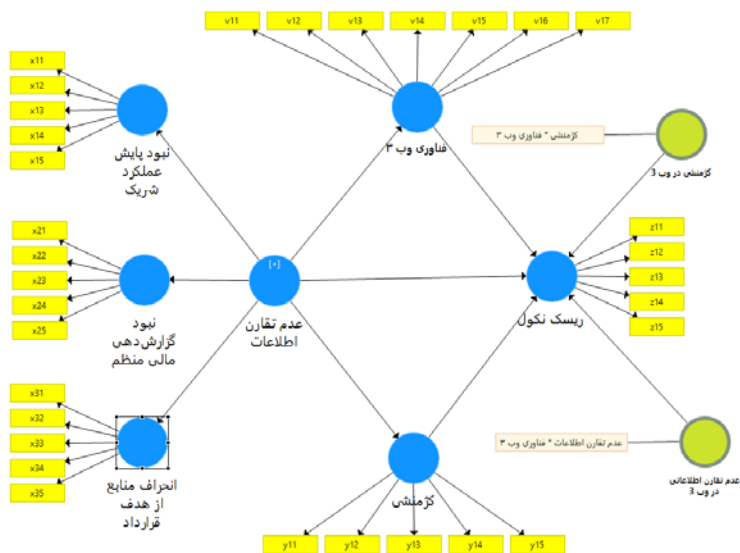 v11
v12
v13
v14
v15
v16
v17
x11
x12
x13
x14
x15
نبود پایش
عملکرد
شریک
فناوری وب ۳
کژمنشی * فناوری وب ۳
کژمنشی در وب 3
x21
x22
x23
x24
x25
نبود
گزارش‌دهی
مالی منظم
[+]
عدم تقارن
اطلاعات
ریسک نکول
z11
z12
z13
z14
z15
x31
x32
x33
x34
x35
انحراف منابع
از هدف
قرارداد
کژمنشی
عدم تقارن اطلاعات * فناوری وب ۳
عدم تقارن اطلاعاتی
در وب 3
y11
y12
y13
y14
y15